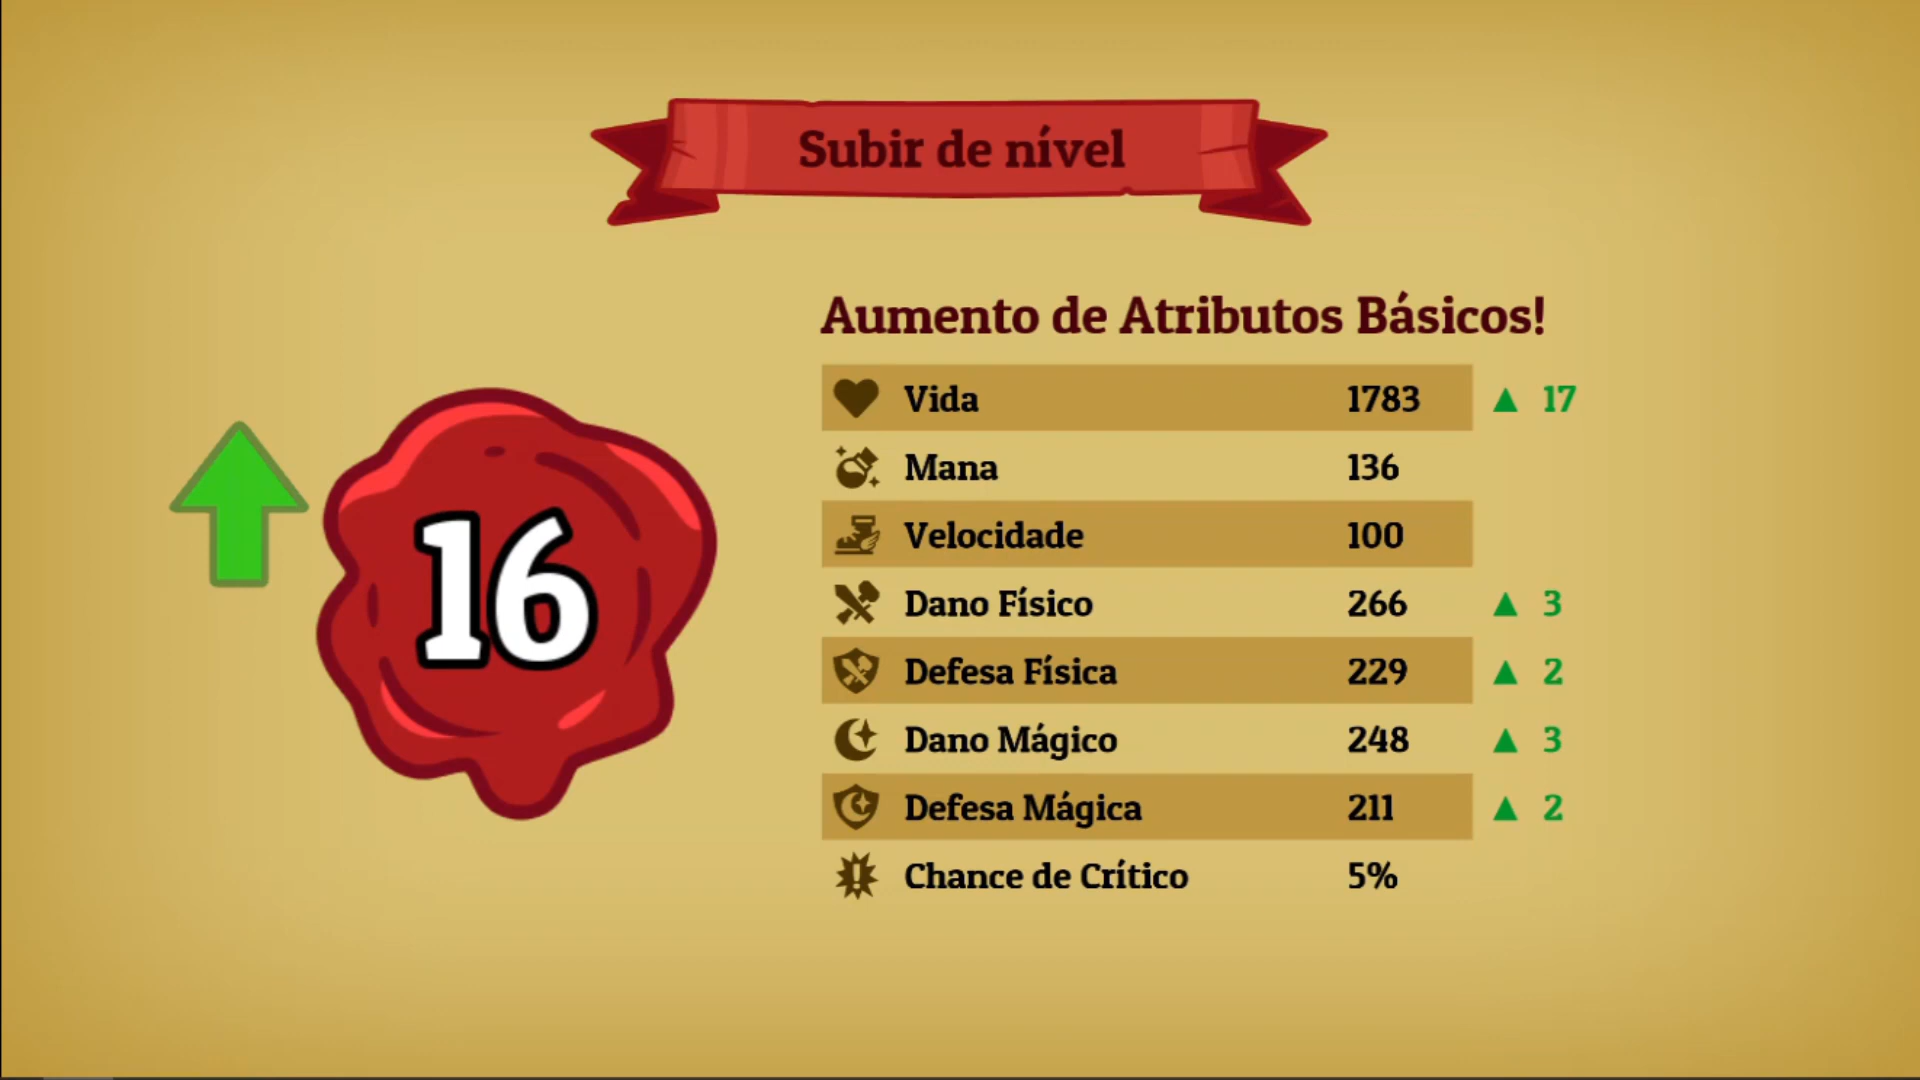 Subir de nível
Aumento de Atributos Básicos!
16
Vida 1783 ▲ 17
Mana 136
Velocidade 100
Dano Físico 266 ▲ 3
Defesa Física 229 ▲ 2
Dano Mágico 248 ▲ 3
Defesa Mágica 211 ▲ 2
Chance de Crítico 5%